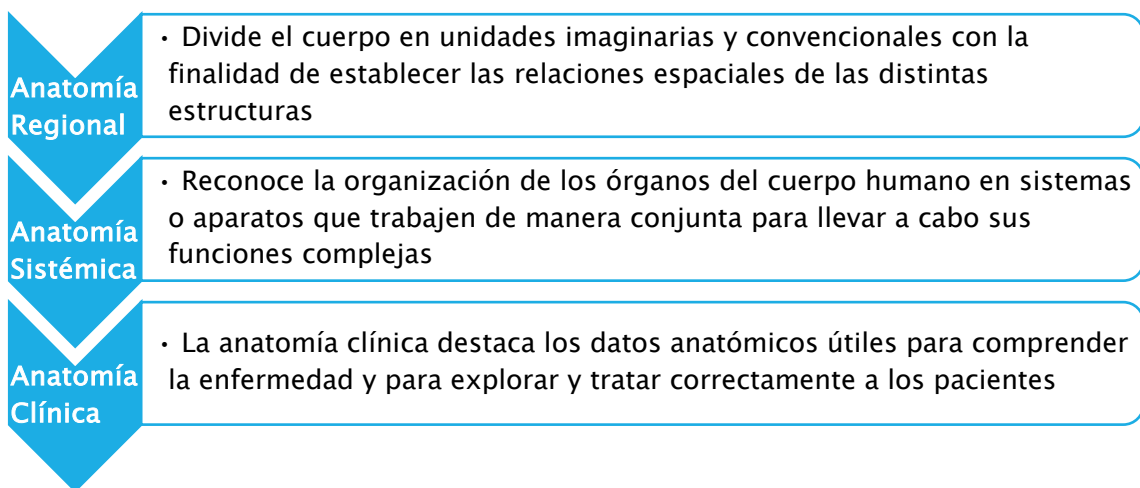 Anatomía
Regional
· Divide el cuerpo en unidades imaginarias y convencionales con la
finalidad de establecer las relaciones espaciales de las distintas
estructuras
Anatomía
Sistémica
· Reconoce la organización de los órganos del cuerpo humano en sistemas
o aparatos que trabajen de manera conjunta para llevar a cabo sus
funciones complejas
Anatomía
Clínica
· La anatomía clínica destaca los datos anatómicos útiles para comprender
la enfermedad y para explorar y tratar correctamente a los pacientes